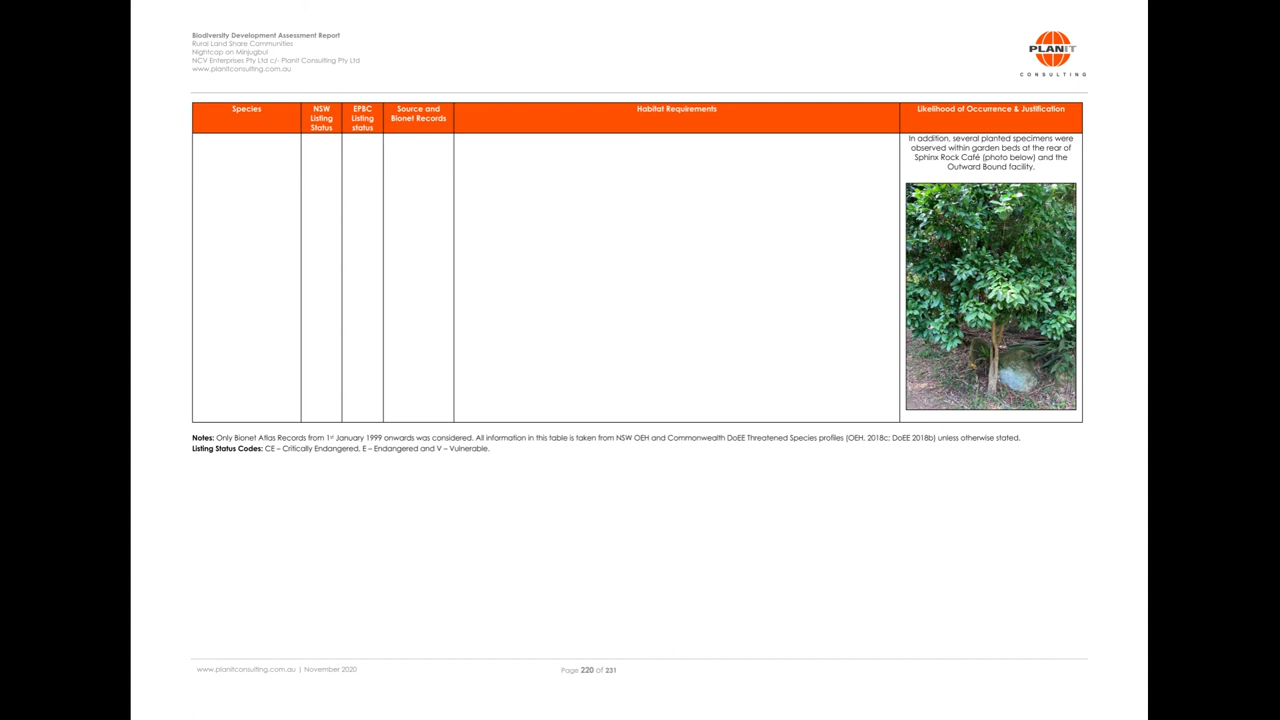 Biodiversity Development Assessment Report
Rural Land Share Communities
Nightcap on Minjugbul
NCV Enterprises Pty Ltd c/- Planit Consulting Pty Ltd
www.planitconsulting.com.au
PLANIT
CONSULTING
Species
NSW
Listing
Status
EPBC
Listing
status
Source and
Bionet Records
Habitat Requirements
Likelihood of Occurrence & Justification
In addition, several planted specimens were
observed within garden beds at the rear of
Sphinx Rock Café (photo below) and the
Outward Bound facility.
Notes: Only Bionet Atlas Records from 1st January 1999 onwards was considered. All information in this table is taken from NSW OEH and Commonwealth DoEE Threatened Species profiles (OEH, 2018c; DoEE 2018b) unless otherwise stated.
Listing Status Codes: CE – Critically Endangered, E – Endangered and V – Vulnerable.
www.planitconsulting.com.au | November 2020
Page 220 of 231